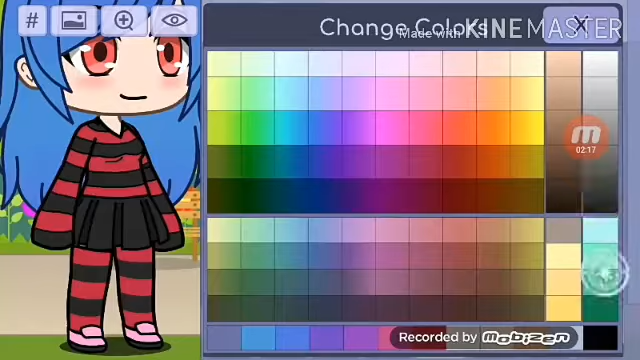 #
Change Colors
Made with KINEMASTER
02:17
Recorded by Mobizen